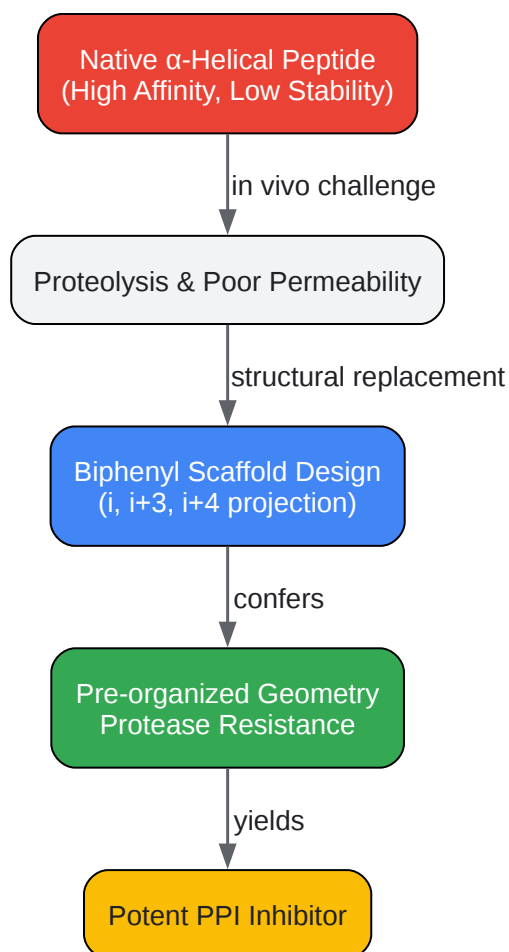 Native α-Helical Peptide
(High Affinity, Low Stability)
in vivo challenge
Proteolysis & Poor Permeability
structural replacement
Biphenyl Scaffold Design
(i, i+3, i+4 projection)
confers
Pre-organized Geometry
Protease Resistance
yields
Potent PPI Inhibitor